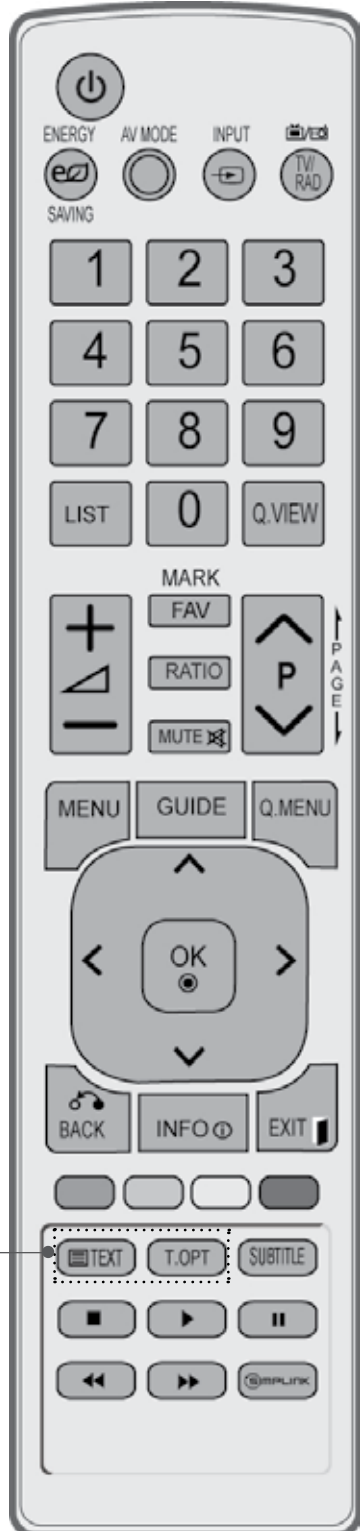 ENERGY AV MODE INPUT
TV/
RAD
SAVING
1 2 3
4 5 6
7 8 9
LIST 0 Q.VIEW
MARK
FAV
RATIO
P
PAGE
MUTE
MENU GUIDE Q.MENU
OK
BACK INFO EXIT
TEXT T.OPT SUBTITLE
SIMPLINK